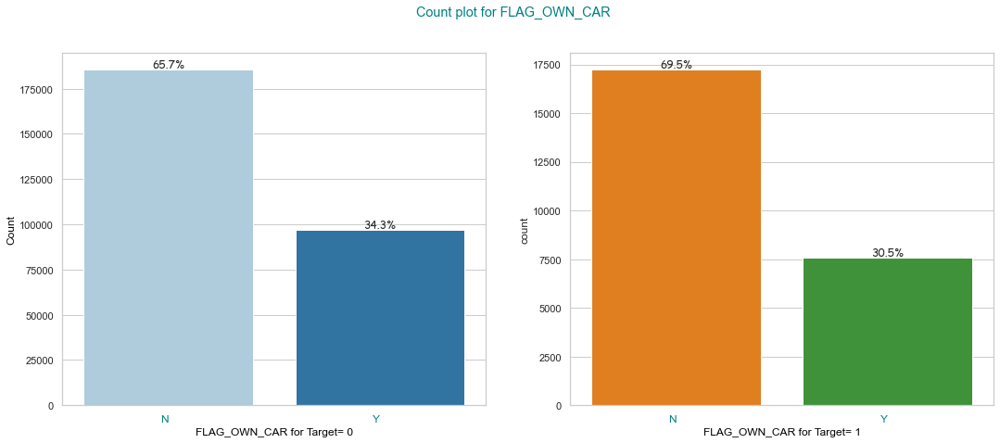 Count plot for FLAG_OWN_CAR
Count
175000
150000
125000
100000
75000
50000
25000
0
65.7%
34.3%
N
Y
FLAG_OWN_CAR for Target= 0
count
17500
15000
12500
10000
7500
5000
2500
0
69.5%
30.5%
N
Y
FLAG_OWN_CAR for Target= 1